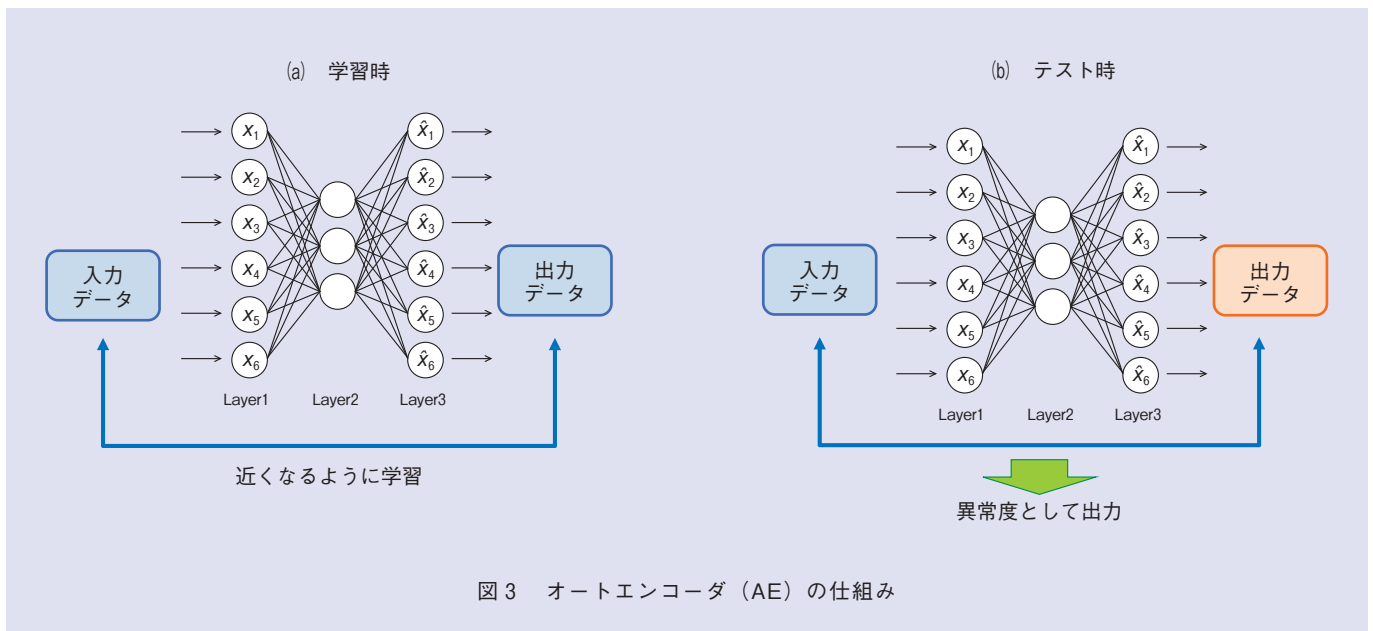 (a) 学習時
x1
x2
x3
x4
x5
x6
x̂1
x̂2
x̂3
x̂4
x̂5
x̂6
入力
データ
出力
データ
Layer1 Layer2 Layer3
近くなるように学習
(b) テスト時
x1
x2
x3
x4
x5
x6
x̂1
x̂2
x̂3
x̂4
x̂5
x̂6
入力
データ
出力
データ
Layer1 Layer2 Layer3
異常度として出力
図3 オートエンコーダ（AE）の仕組み